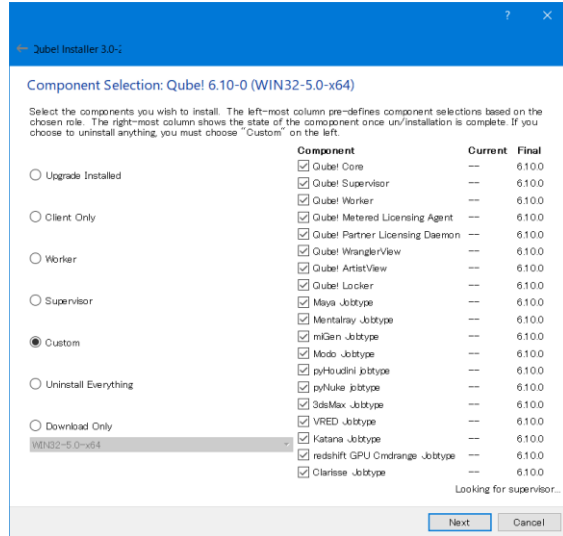 Qube! Installer 3.0-2
Component Selection: Qube! 6.10-0 (WIN32-5.0-x64)
Select the components you wish to install. The left-most column pre-defines component selections based on the
chosen role. The right-most column shows the state of the comoponent once un/installation is complete. If you
choose to uninstall anything, you must choose "Custom" on the left.
Upgrade Installed
Client Only
Worker
Supervisor
Custom
Uninstall Everything
Download Only
WIN32-5.0-x64
Component Current Final
Qube! Core --- 6.10.0
Qube! Supervisor --- 6.10.0
Qube! Worker --- 6.10.0
Qube! Metered Licensing Agent --- 6.10.0
Qube! Partner Licensing Daemon --- 6.10.0
Qube! WranglerView --- 6.10.0
Qube! ArtistView --- 6.10.0
Qube! Locker --- 6.10.0
Maya Jobtype --- 6.10.0
Mentalray Jobtype --- 6.10.0
miGen Jobtype --- 6.10.0
Modo Jobtype --- 6.10.0
pyHoudini jobtype --- 6.10.0
pyNuke jobtype --- 6.10.0
3dsMax Jobtype --- 6.10.0
VRED Jobtype --- 6.10.0
Katana Jobtype --- 6.10.0
redshift GPU Cmdrange Jobtype --- 6.10.0
Clarisse Jobtype --- 6.10.0
Looking for supervisor...
Next
Cancel